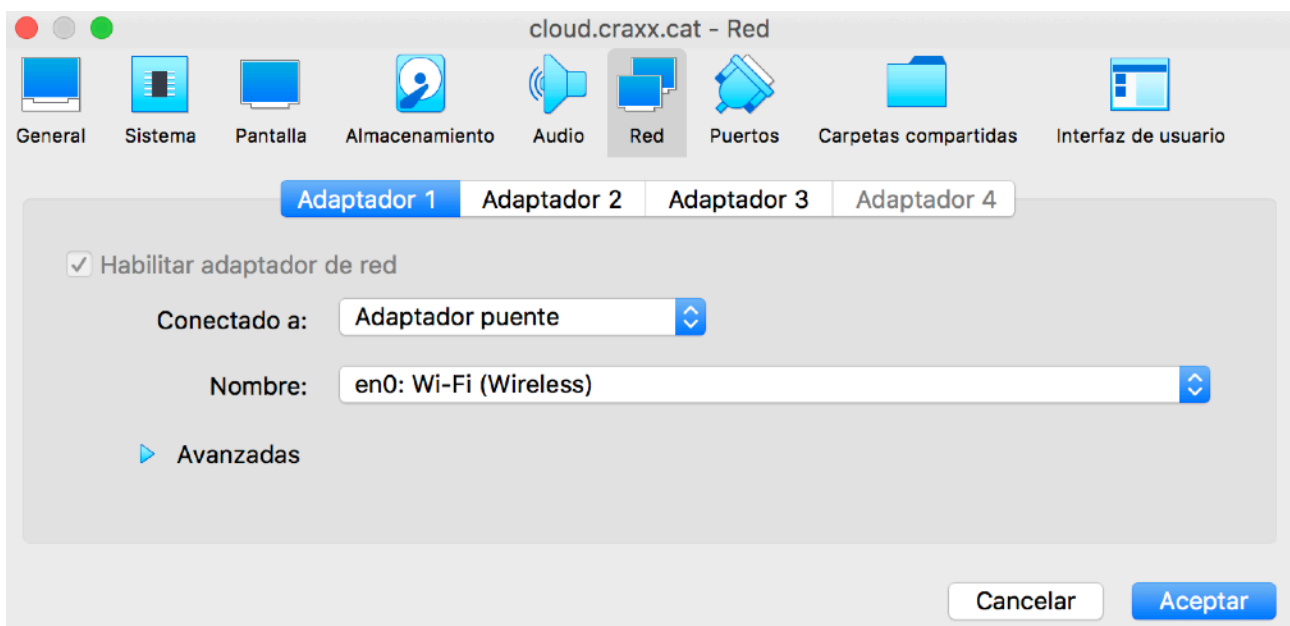 cloud.craxx.cat - Red
General Sistema Pantalla Almacenamiento Audio Red Puertos Carpetas compartidas Interfaz de usuario
Adaptador 1 Adaptador 2 Adaptador 3 Adaptador 4
Habilitar adaptador de red
Conectado a: Adaptador puente
Nombre: en0: Wi-Fi (Wireless)
Avanzadas
Cancelar Aceptar